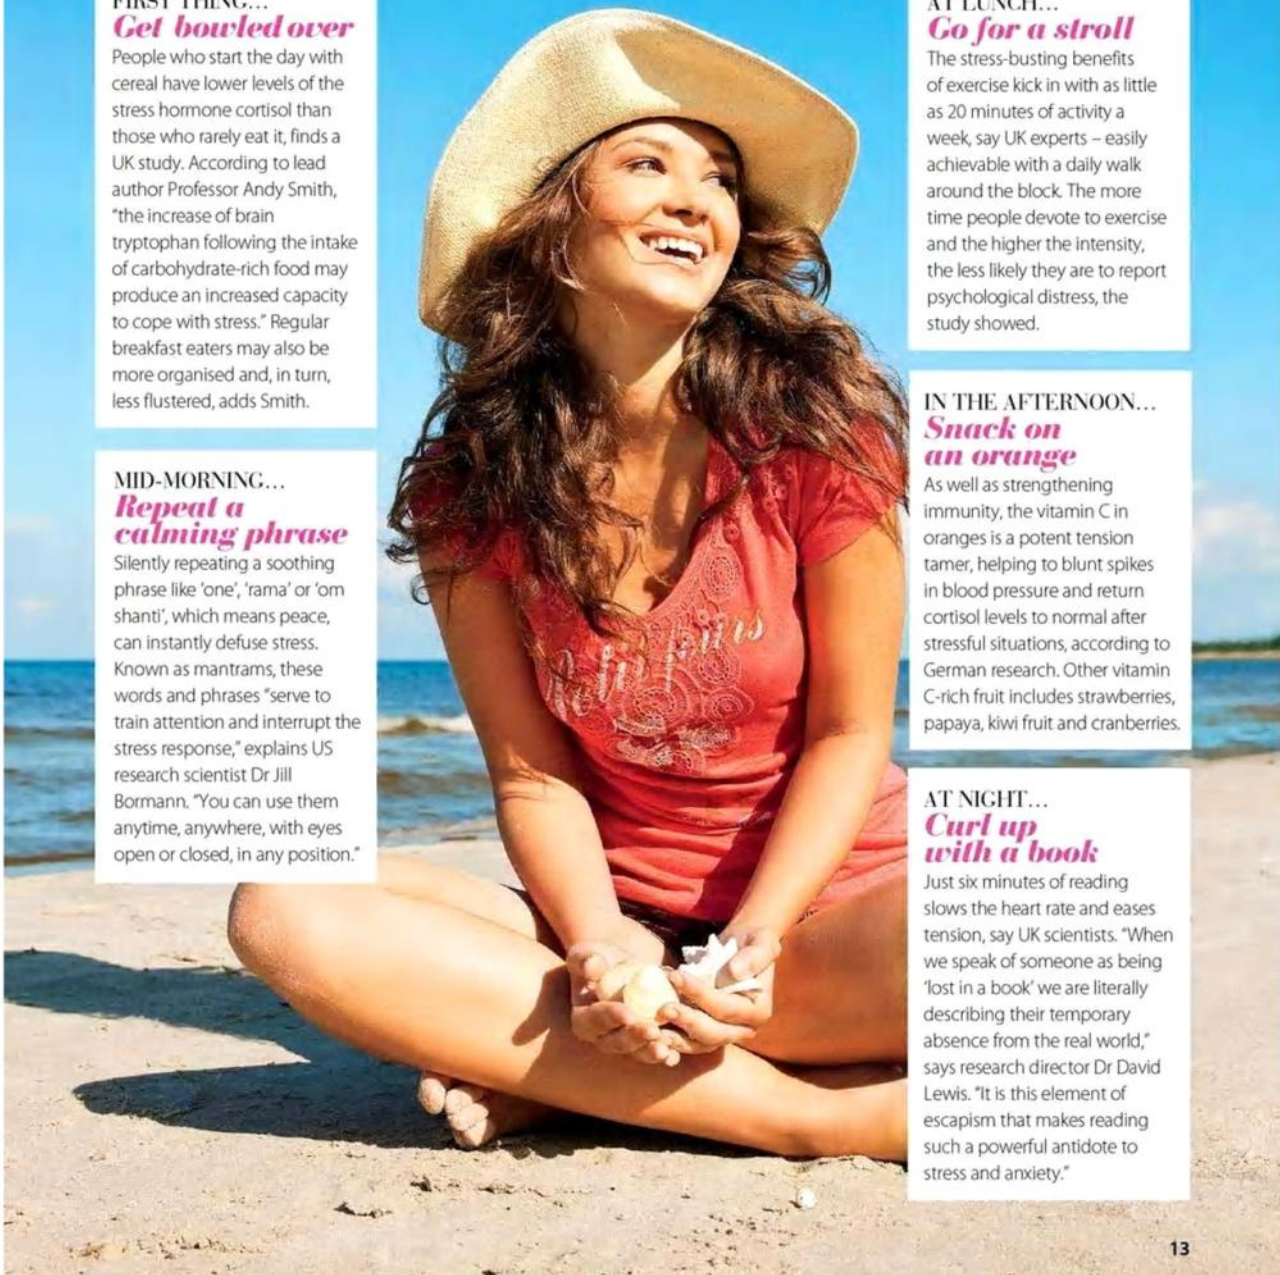 FIRST THING...
Get bowled over
People who start the day with
cereal have lower levels of the
stress hormone cortisol than
those who rarely eat it, finds a
UK study. According to lead
author Professor Andy Smith,
"the increase of brain
tryptophan following the intake
of carbohydrate-rich food may
produce an increased capacity
to cope with stress." Regular
breakfast eaters may also be
more organised and, in turn,
less flustered, adds Smith.
MID-MORNING...
Repeat a
calming phrase
Silently repeating a soothing
phrase like 'one', 'rama' or 'om
shanti', which means peace,
can instantly defuse stress.
Known as mantrams, these
words and phrases "serve to
train attention and interrupt the
stress response," explains US
research scientist Dr Jill
Bormann. "You can use them
anytime, anywhere, with eyes
open or closed, in any position."
AT LUNCH...
Go for a stroll
The stress-busting benefits
of exercise kick in with as little
as 20 minutes of activity a
week, say UK experts – easily
achievable with a daily walk
around the block. The more
time people devote to exercise
and the higher the intensity,
the less likely they are to report
psychological distress, the
study showed.
IN THE AFTERNOON...
Snack on
an orange
As well as strengthening
immunity, the vitamin C in
oranges is a potent tension
tamer, helping to blunt spikes
in blood pressure and return
cortisol levels to normal after
stressful situations, according to
German research. Other vitamin
C-rich fruit includes strawberries,
papaya, kiwi fruit and cranberries.
AT NIGHT...
Curl up
with a book
Just six minutes of reading
slows the heart rate and eases
tension, say UK scientists. "When
we speak of someone as being
'lost in a book' we are literally
describing their temporary
absence from the real world,"
says research director Dr David
Lewis. "It is this element of
escapism that makes reading
such a powerful antidote to
stress and anxiety."
13